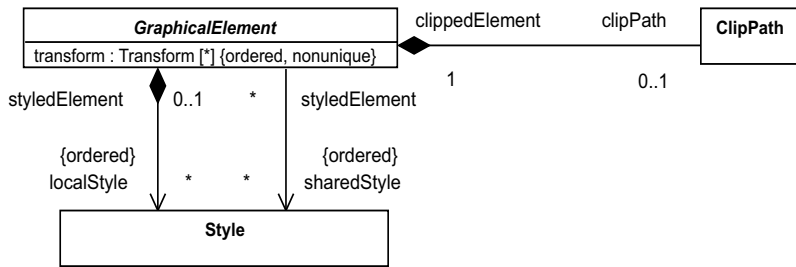 GraphicalElement
clippedElement
clipPath
ClipPath
transform : Transform [*] {ordered, nonunique}
1
0..1
styledElement
0..1
*
styledElement
{ordered}
{ordered}
localStyle
*
*
sharedStyle
Style